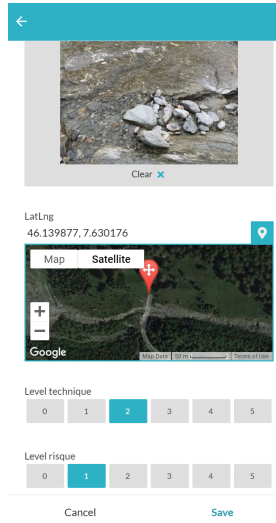 Clear ×
LatLng
46.139877, 7.630176
Map Satellite
+
−
Google
Map Data 50 m Terms of Use
Level technique
0 1 2 3 4 5
Level risque
0 1 2 3 4 5
Cancel Save